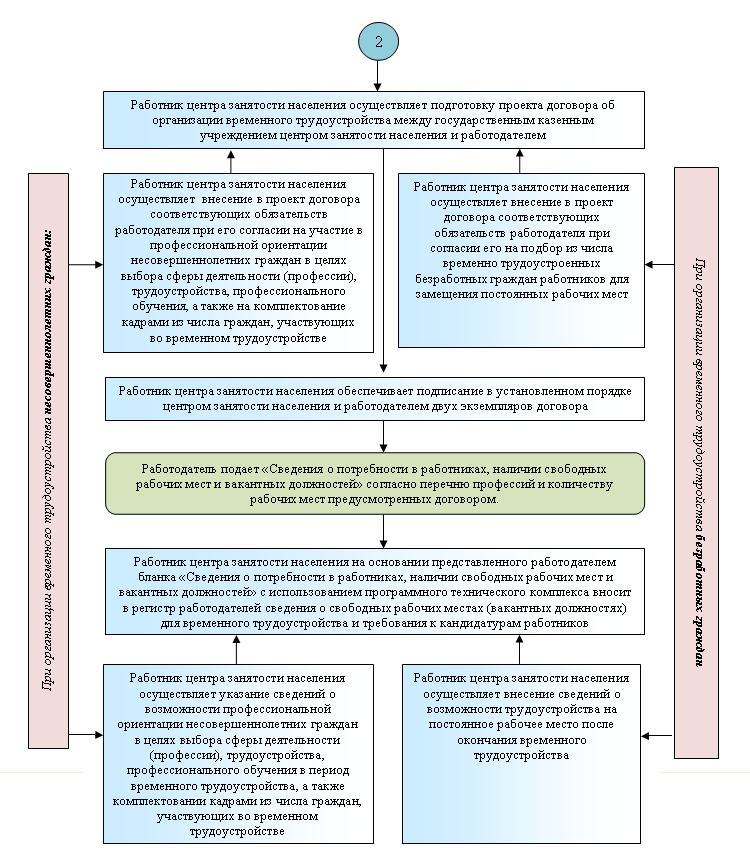 2
Работник центра занятости населения осуществляет подготовку проекта договора об
организации временного трудоустройства между государственным казенным
учреждением центром занятости населения и работодателем
При организации временного трудоустройства несовершеннолетних граждан:
Работник центра занятости населения
осуществляет внесение в проект договора
соответствующих обязательств
работодателя при его согласии на участие в
профессиональной ориентации
несовершеннолетних граждан в целях
выбора сферы деятельности (профессии),
трудоустройства, профессионального
обучения, а также на комплектование
кадрами из числа граждан, участвующих
во временном трудоустройстве
Работник центра занятости населения
осуществляет внесение в проект
договора соответствующих
обязательств работодателя при
согласии его на подбор из числа
временно трудоустроенных
безработных граждан работников для
замещения постоянных рабочих мест
При организации временного трудоустройства безработных граждан
Работник центра занятости населения обеспечивает подписание в установленном порядке
центром занятости населения и работодателем двух экземпляров договора
Работодатель подает «Сведения о потребности в работниках, наличии свободных
рабочих мест и вакантных должностей» согласно перечню профессий и количеству
рабочих мест предусмотренных договором.
Работник центра занятости населения на основании представленного работодателем
бланка «Сведения о потребности в работниках, наличии свободных рабочих мест и
вакантных должностей» с использованием программного технического комплекса вносит
в регистр работодателей сведения о свободных рабочих местах (вакантных должностях)
для временного трудоустройства и требования к кандидатурам работников
Работник центра занятости населения
осуществляет указание сведений о
возможности профессиональной
ориентации несовершеннолетних граждан
в целях выбора сферы деятельности
(профессии), трудоустройства,
профессионального обучения в период
временного трудоустройства, а также
комплектовании кадрами из числа граждан,
участвующих во временном
трудоустройстве
Работник центра занятости населения
осуществляет внесение сведений о
возможности трудоустройства на
постоянное рабочее место после
окончания временного
трудоустройства